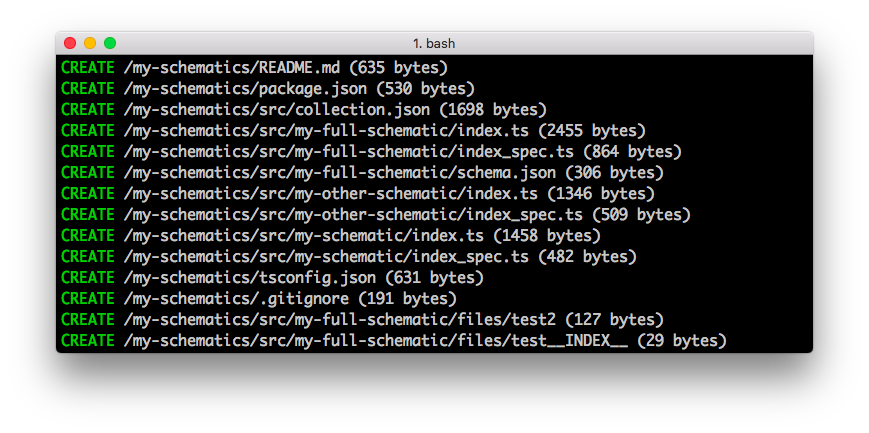 1. bash
CREATE /my-schematics/README.md (635 bytes)
CREATE /my-schematics/package.json (530 bytes)
CREATE /my-schematics/src/collection.json (1698 bytes)
CREATE /my-schematics/src/my-full-schematic/index.ts (2455 bytes)
CREATE /my-schematics/src/my-full-schematic/index_spec.ts (864 bytes)
CREATE /my-schematics/src/my-full-schematic/schema.json (306 bytes)
CREATE /my-schematics/src/my-other-schematic/index.ts (1346 bytes)
CREATE /my-schematics/src/my-other-schematic/index_spec.ts (509 bytes)
CREATE /my-schematics/src/my-schematic/index.ts (1458 bytes)
CREATE /my-schematics/src/my-schematic/index_spec.ts (482 bytes)
CREATE /my-schematics/tsconfig.json (631 bytes)
CREATE /my-schematics/.gitignore (191 bytes)
CREATE /my-schematics/src/my-full-schematic/files/test2 (127 bytes)
CREATE /my-schematics/src/my-full-schematic/files/test__INDEX__ (29 bytes)